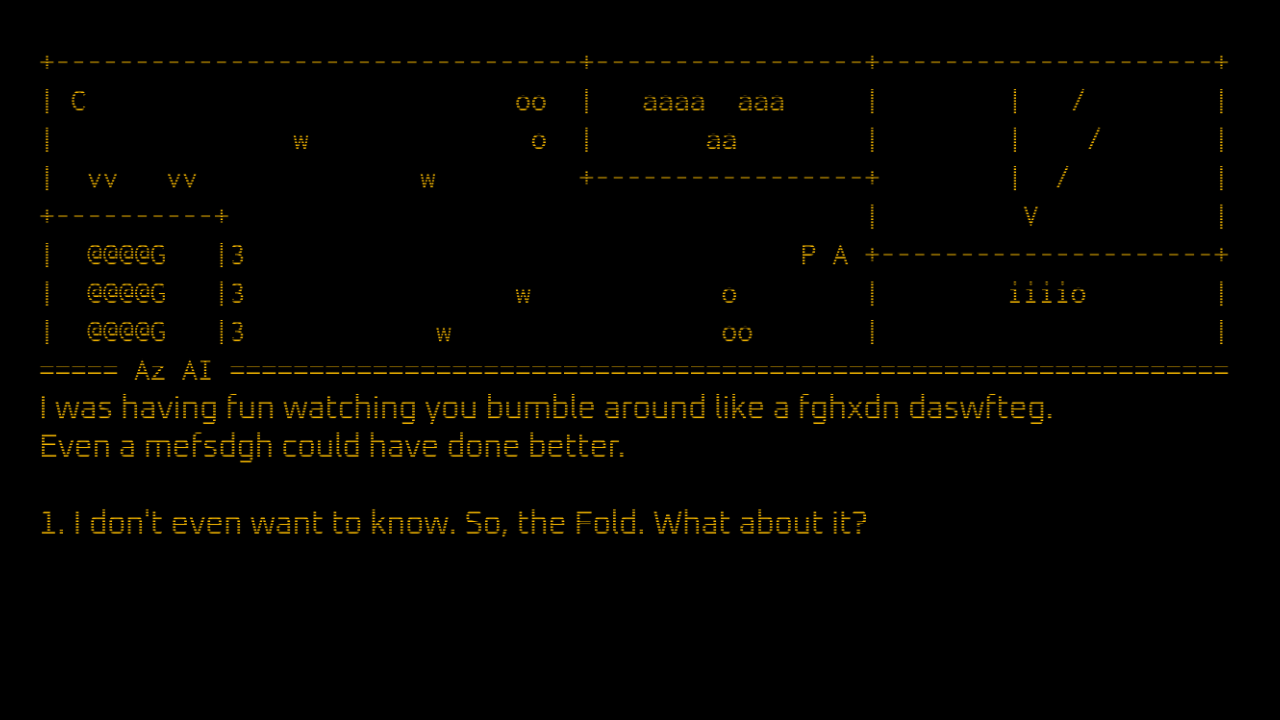 +----------------------------------+-----------------+---------------------+
| C                           oo  |   aaaa  aaa     |        |   /       |
|               w              o  |       aa        |        |    /      |
|  vv   vv              w         +-----------------+        |  /        |
+----------+                                        |         V           |
|  @@@@G   |3                                   P A +---------------------+
|  @@@@G   |3                 w            o        |        iiiio        |
|  @@@@G   |3            w                 oo       |                     |
===== Az AI ===============================================================
I was having fun watching you bumble around like a fghxdn daswfteg.
Even a mefsdgh could have done better.
1. I don't even want to know. So, the Fold. What about it?